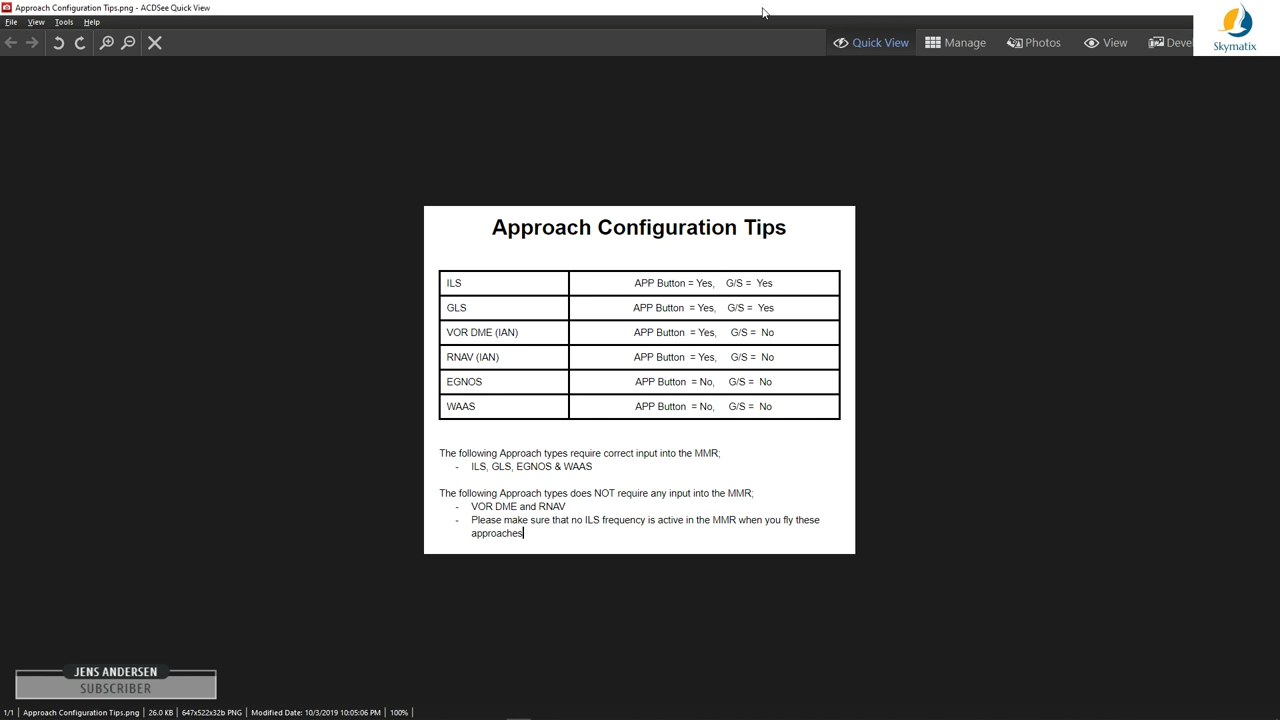 Approach Configuration Tips.png - ACDSee Quick View
File View Tools Help
Quick View Manage Photos View Deve
Skymatix
Approach Configuration Tips
ILS APP Button = Yes, G/S = Yes
GLS APP Button = Yes, G/S = Yes
VOR DME (IAN) APP Button = Yes, G/S = No
RNAV (IAN) APP Button = Yes, G/S = No
EGNOS APP Button = No, G/S = No
WAAS APP Button = No, G/S = No
The following Approach types require correct input into the MMR;
- ILS, GLS, EGNOS & WAAS
The following Approach types does NOT require any input into the MMR;
- VOR DME and RNAV
- Please make sure that no ILS frequency is active in the MMR when you fly these
approaches
JENS ANDERSEN
SUBSCRIBER
1/1 Approach Configuration Tips.png 26.0 KB 647x522x32b PNG Modified Date: 10/3/2019 10:05:06 PM 100%